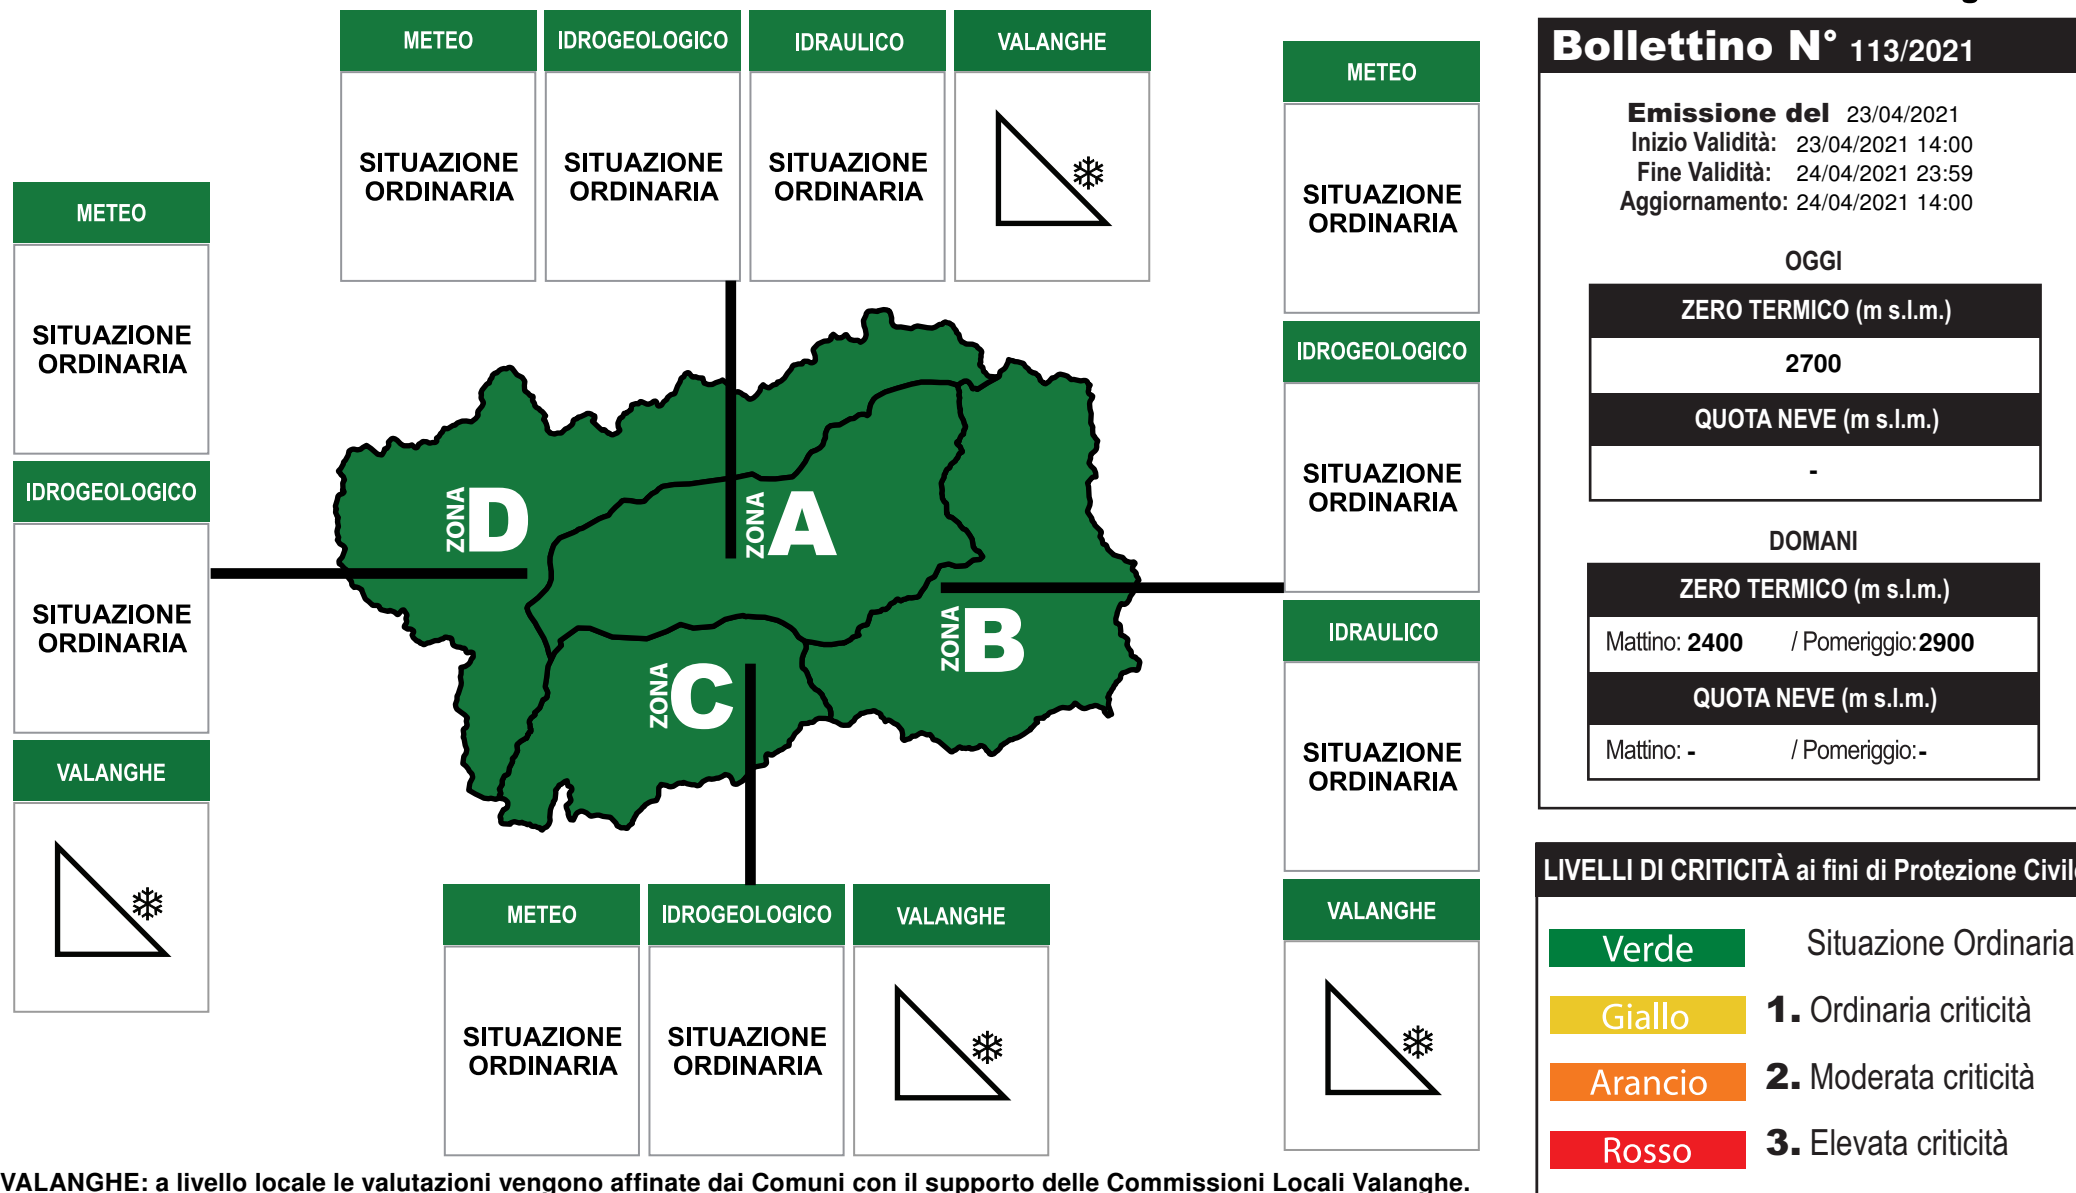 METEO
IDROGEOLOGICO
IDRAULICO
VALANGHE
SITUAZIONE
ORDINARIA
SITUAZIONE
ORDINARIA
SITUAZIONE
ORDINARIA
METEO
SITUAZIONE
ORDINARIA
IDROGEOLOGICO
SITUAZIONE
ORDINARIA
VALANGHE
METEO
SITUAZIONE
ORDINARIA
IDROGEOLOGICO
SITUAZIONE
ORDINARIA
IDRAULICO
SITUAZIONE
ORDINARIA
VALANGHE
ZONA D
ZONA A
ZONA B
ZONA C
METEO
IDROGEOLOGICO
VALANGHE
SITUAZIONE
ORDINARIA
SITUAZIONE
ORDINARIA
VALANGHE: a livello locale le valutazioni vengono affinate dai Comuni con il supporto delle Commissioni Locali Valanghe.
Bollettino N° 113/2021
Emissione del 23/04/2021
Inizio Validità: 23/04/2021 14:00
Fine Validità: 24/04/2021 23:59
Aggiornamento: 24/04/2021 14:00
OGGI
ZERO TERMICO (m s.l.m.)
2700
QUOTA NEVE (m s.l.m.)
-
DOMANI
ZERO TERMICO (m s.l.m.)
Mattino: 2400 / Pomeriggio: 2900
QUOTA NEVE (m s.l.m.)
Mattino: - / Pomeriggio: -
LIVELLI DI CRITICITÀ ai fini di Protezione Civile
Verde Situazione Ordinaria
Giallo 1. Ordinaria criticità
Arancio 2. Moderata criticità
Rosso 3. Elevata criticità